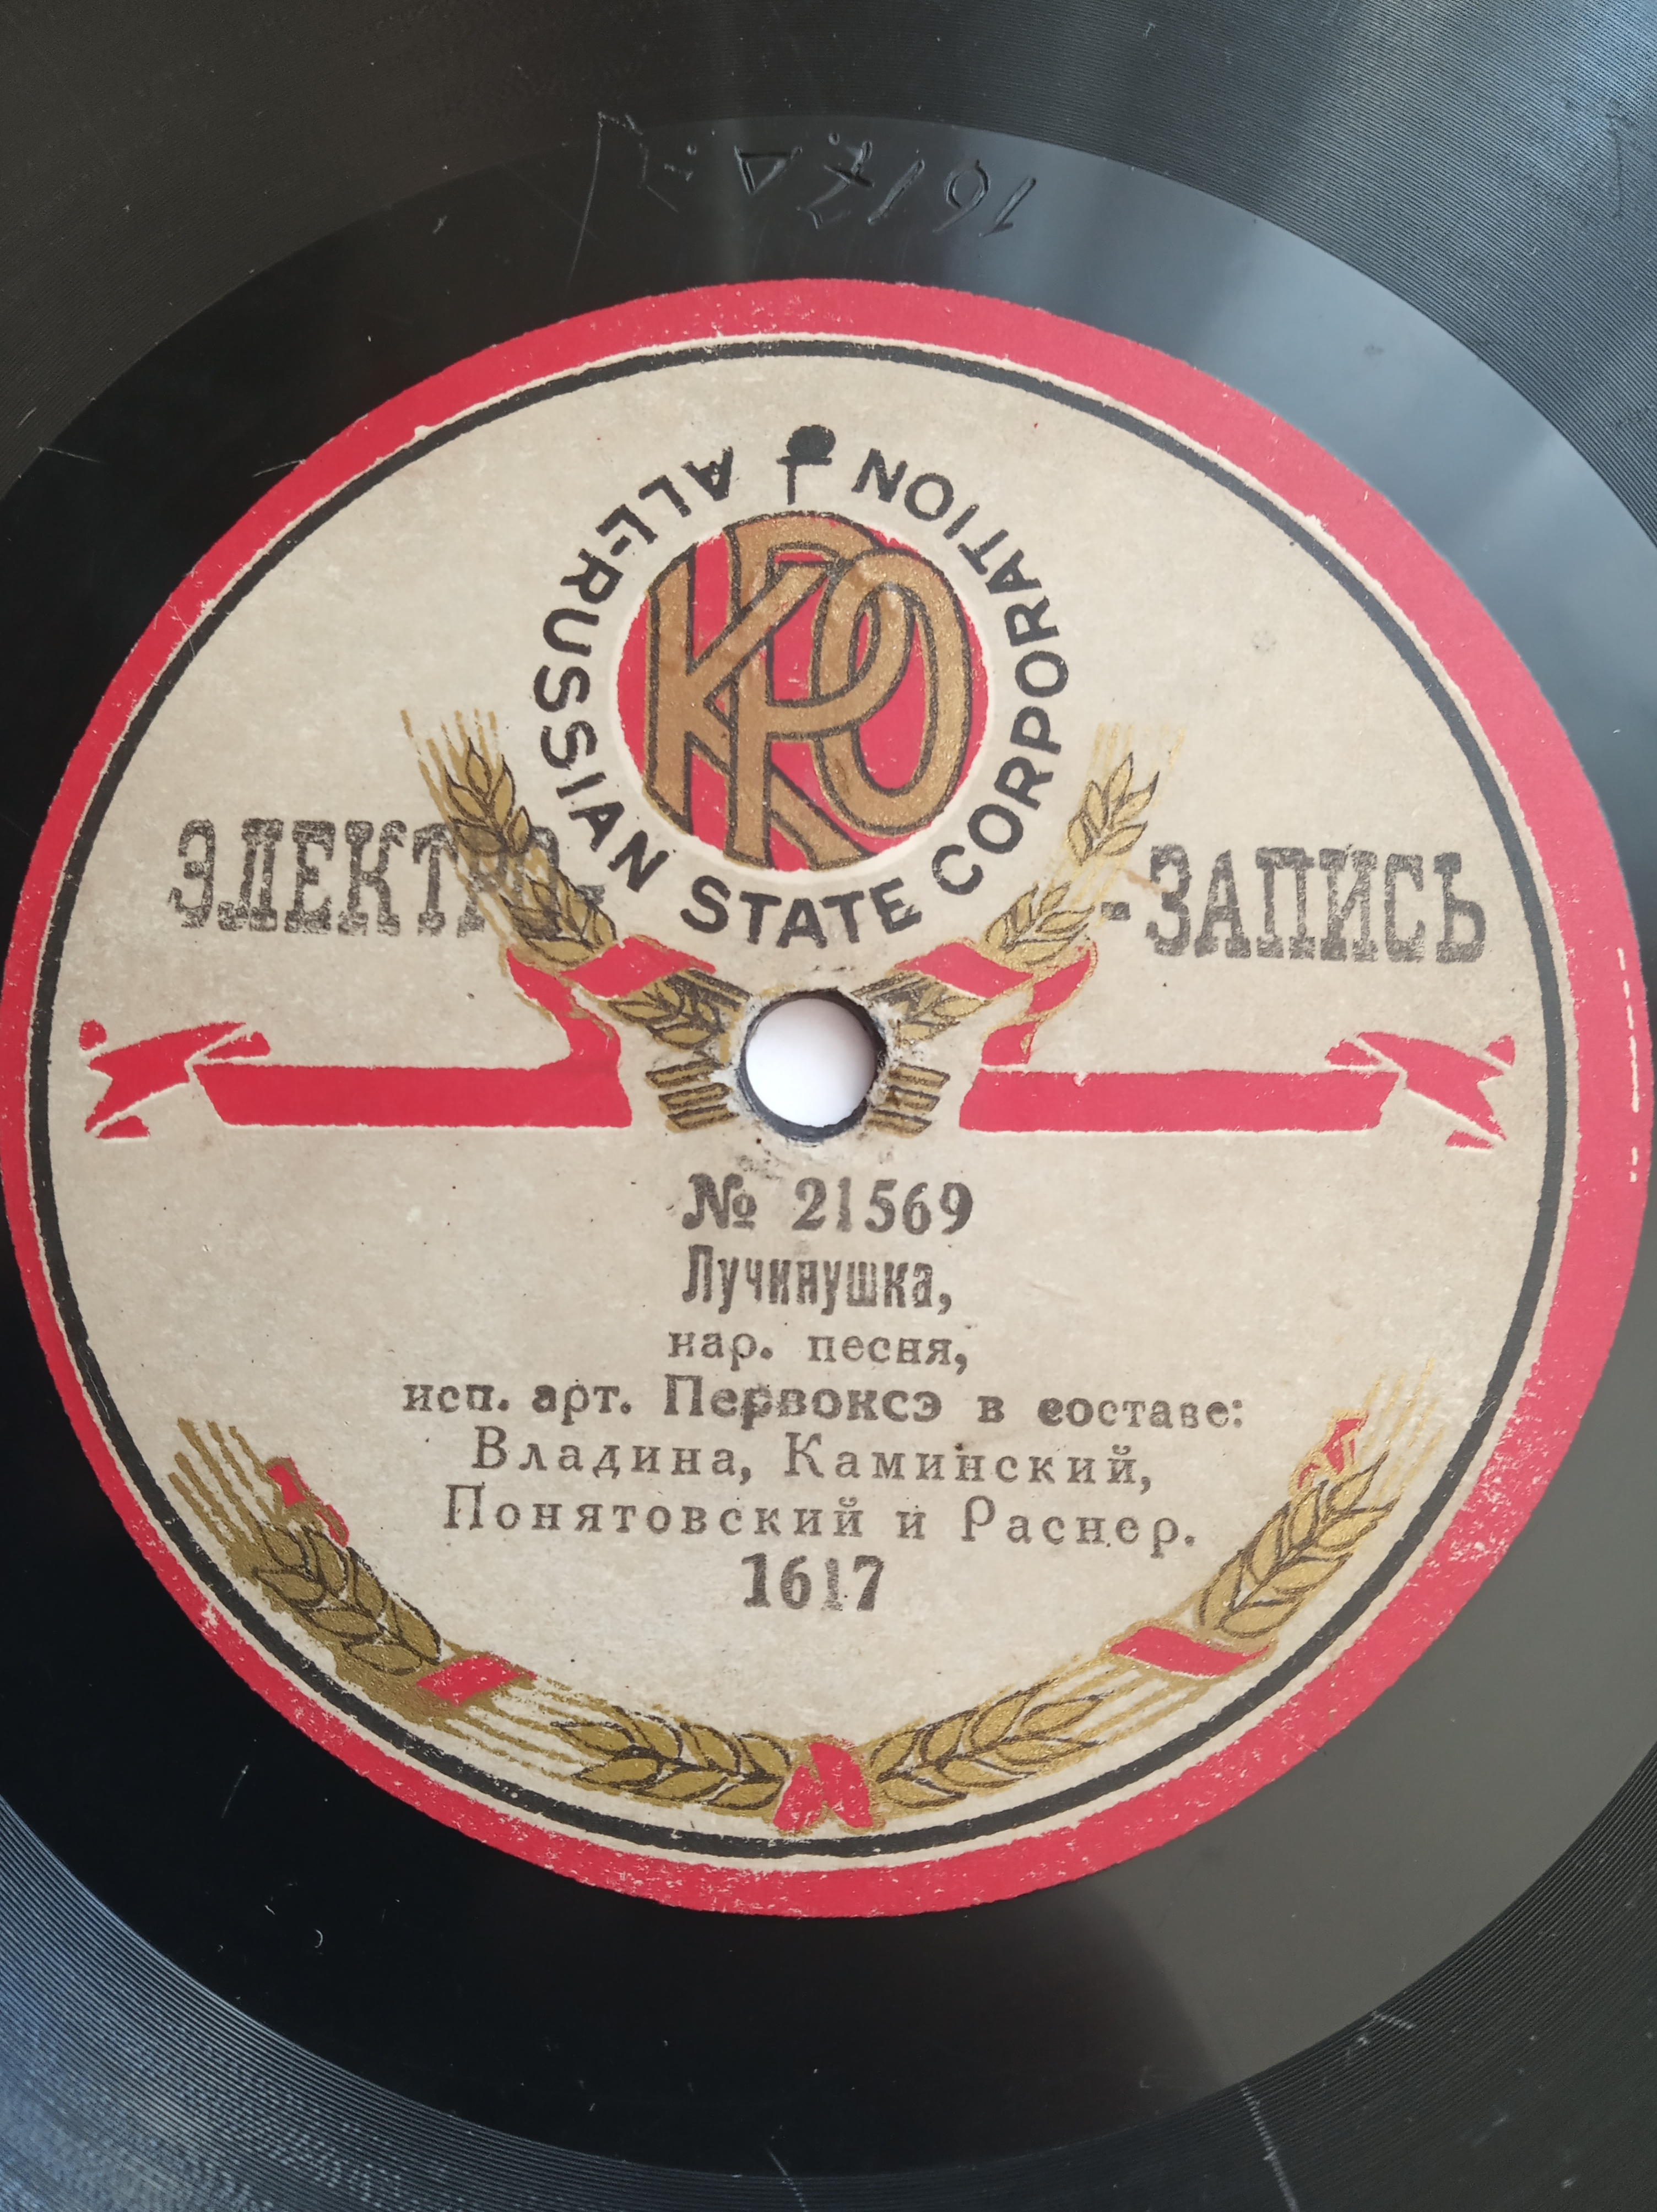 1617
ALL-RUSSIAN STATE CORPORATION
КРО
ЭЛЕКТРО- -ЗАПИСЬ
№ 21569
Лучинушка,
нар. песня,
исп. арт. Первоксэ в составе:
Владина, Каминский,
Понятовский и Раснер.
1617